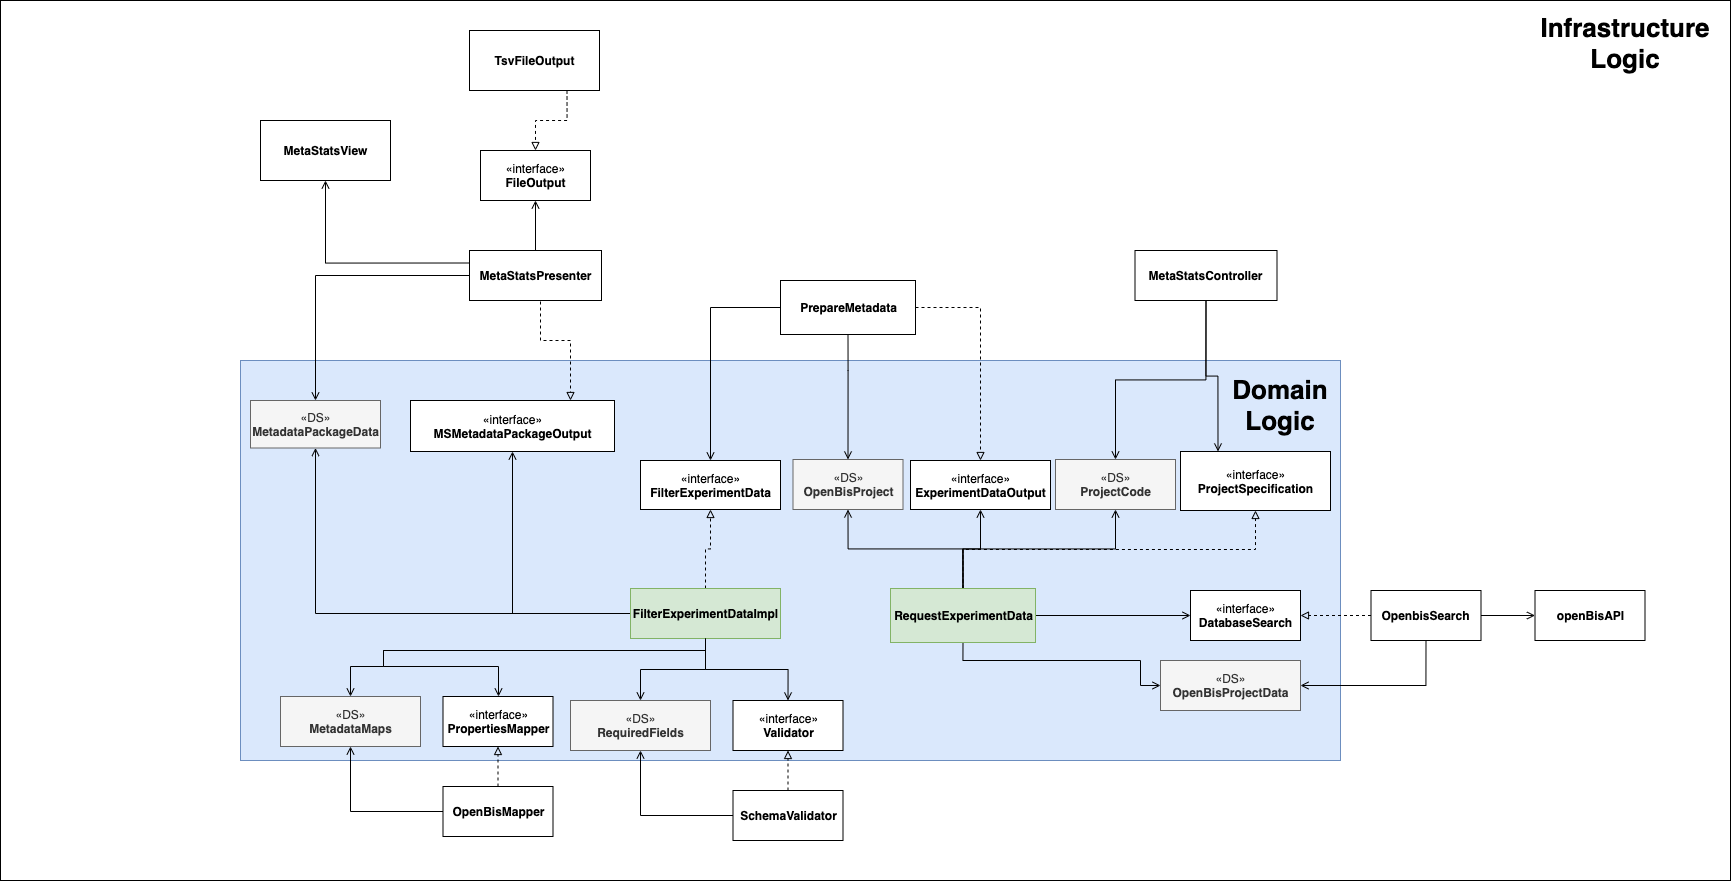 Infrastructure
Logic
TsvFileOutput
MetaStatsView
«interface»
FileOutput
MetaStatsPresenter
PrepareMetadata
MetaStatsController
Domain
Logic
«DS»
MetadataPackageData
«interface»
MSMetadataPackageOutput
«interface»
FilterExperimentData
«DS»
OpenBisProject
«interface»
ExperimentDataOutput
«DS»
ProjectCode
«interface»
ProjectSpecification
FilterExperimentDataImpl
RequestExperimentData
«interface»
DatabaseSearch
OpenbisSearch
openBisAPI
«DS»
OpenBisProjectData
«DS»
MetadataMaps
«interface»
PropertiesMapper
«DS»
RequiredFields
«interface»
Validator
OpenBisMapper
SchemaValidator